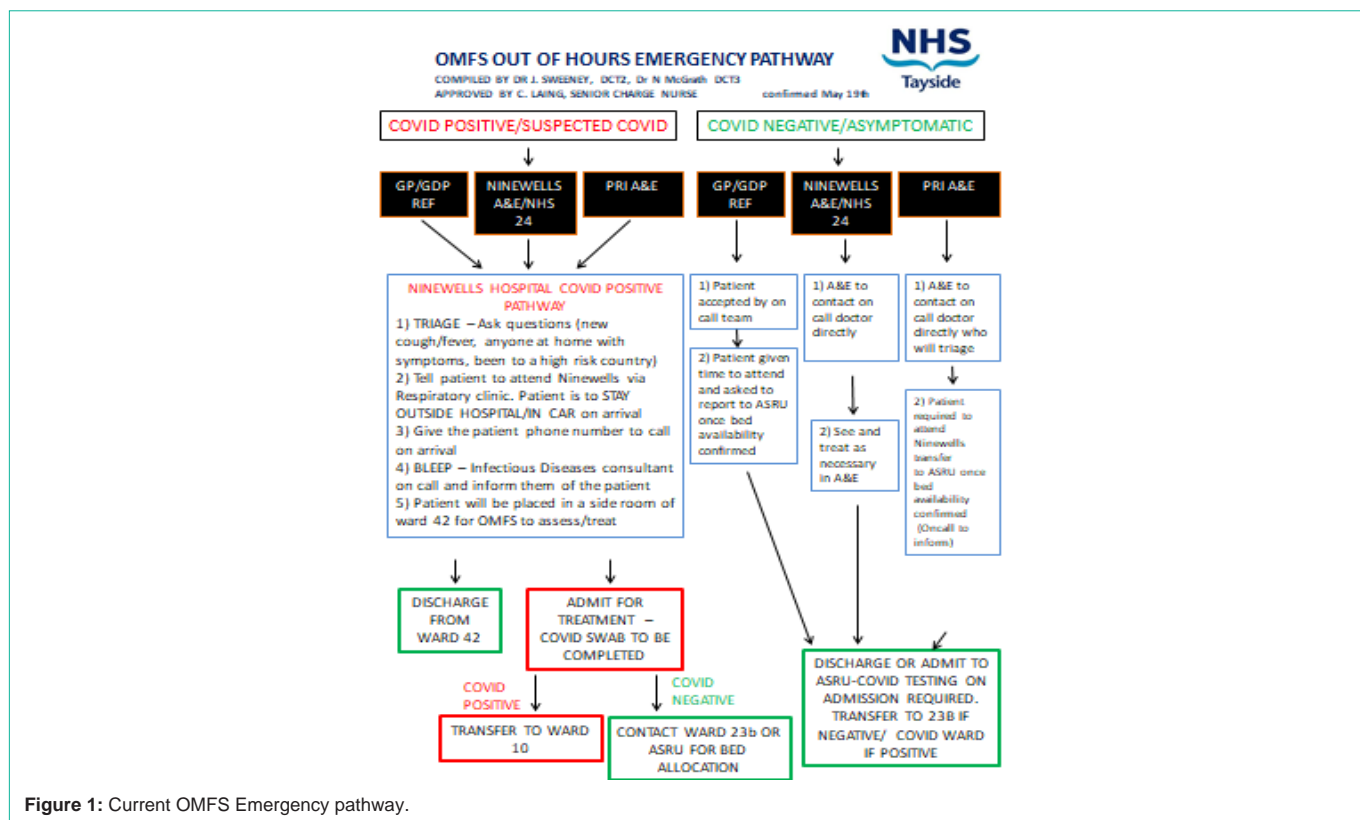 OMFS OUT OF HOURS EMERGENCY PATHWAY
COMPILED BY DR J. SWEENEY, DCT2, Dr N McGrath DCT3
APPROVED BY C. LAING, SENIOR CHARGE NURSE confirmed May 19th
NHS
Tayside
COVID POSITIVE/SUSPECTED COVID
COVID NEGATIVE/ASYMPTOMATIC
GP/GDP
REF
NINEWELLS
A&E/NHS
24
PRI A&E
GP/GDP
REF
NINEWELLS
A&E/NHS
24
PRI A&E
NINEWELLS HOSPITAL COVID POSITIVE
PATHWAY
1) TRIAGE – Ask questions (new
cough/fever, anyone at home with
symptoms, been to a high risk country)
2) Tell patient to attend Ninewells via
Respiratory clinic. Patient is to STAY
OUTSIDE HOSPITAL/IN CAR on arrival
3) Give the patient phone number to call
on arrival
4) BLEEP – Infectious Diseases consultant
on call and inform them of the patient
5) Patient will be placed in a side room of
ward 42 for OMFS to assess/treat
1) Patient
accepted by on
call team
2) Patient given
time to attend
and asked to
report to ASRU
once bed
availability
confirmed
1) A&E to
contact on
call doctor
directly
2) See and
treat as
necessary
in A&E
1) A&E to
contact on
call doctor
directly who
will triage
2) Patient
required to
attend
Ninewells
transfer
to ASRU once
bed
availability
confirmed
(Oncall to
inform)
DISCHARGE
FROM
WARD 42
ADMIT FOR
TREATMENT –
COVID SWAB TO BE
COMPLETED
COVID
POSITIVE
COVID
NEGATIVE
TRANSFER TO WARD
10
CONTACT WARD 23b OR
ASRU FOR BED
ALLOCATION
DISCHARGE OR ADMIT TO
ASRU-COVID TESTING ON
ADMISSION REQUIRED.
TRANSFER TO 23B IF
NEGATIVE/ COVID WARD
IF POSITIVE
Figure 1: Current OMFS Emergency pathway.